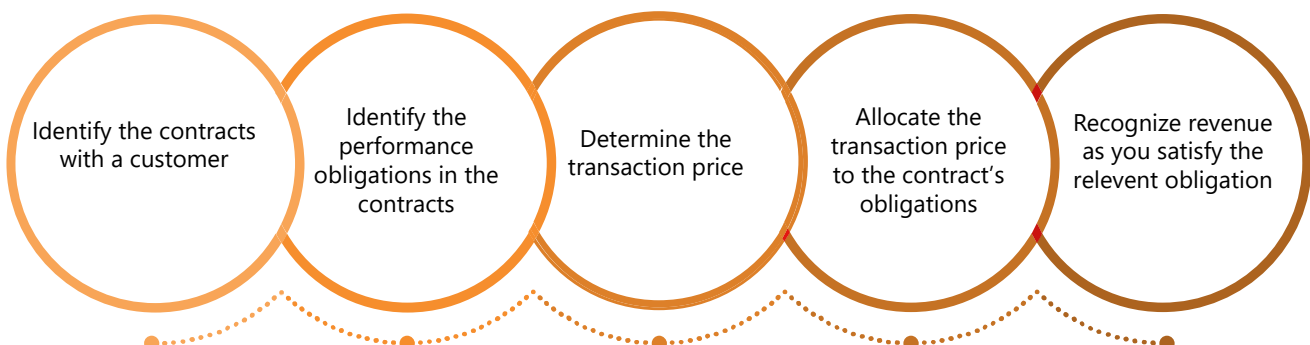 Identify the contracts
with a customer
Identify the
performance
obligations in the
contracts
Determine the
transaction price
Allocate the
transaction price
to the contract’s
obligations
Recognize revenue
as you satisfy the
relevent obligation